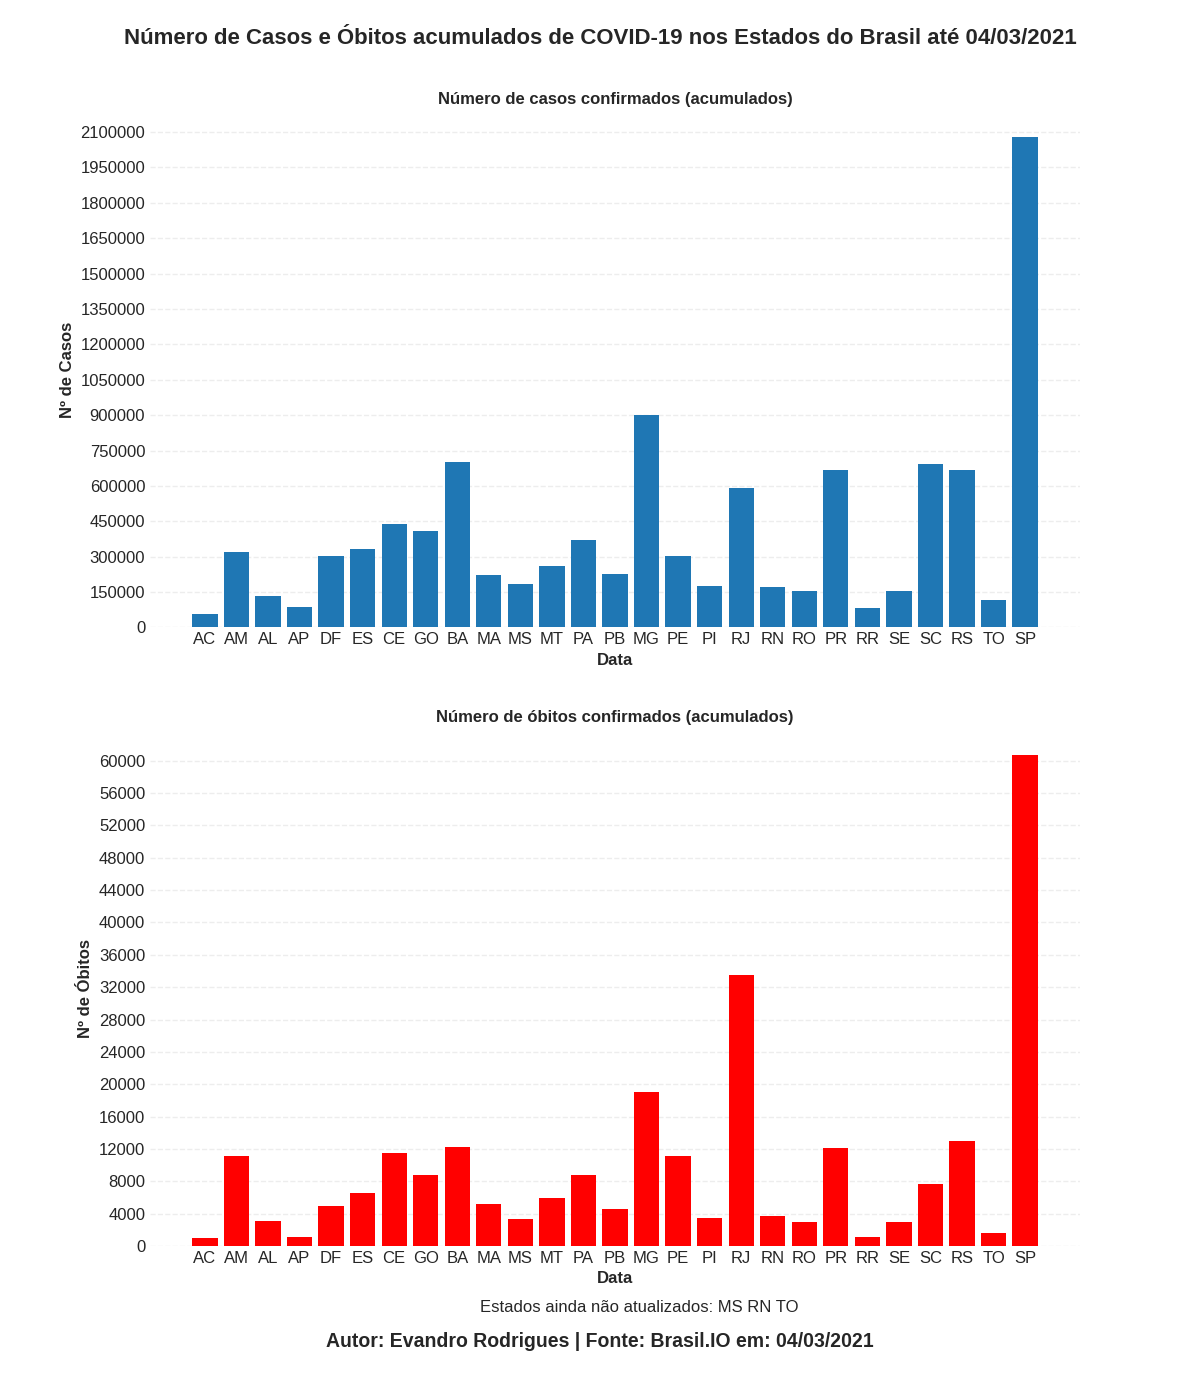 Número de Casos e Óbitos acumulados de COVID-19 nos Estados do Brasil até 04/03/2021
Número de casos confirmados (acumulados)
2100000
1950000
1800000
1650000
1500000
1350000
1200000
1050000
900000
750000
600000
450000
300000
150000
0
Nº de Casos
AC AM AL AP DF ES CE GO BA MA MS MT PA PB MG PE PI RJ RN RO PR RR SE SC RS TO SP
Data
Número de óbitos confirmados (acumulados)
60000
56000
52000
48000
44000
40000
36000
32000
28000
24000
20000
16000
12000
8000
4000
0
Nº de Óbitos
AC AM AL AP DF ES CE GO BA MA MS MT PA PB MG PE PI RJ RN RO PR RR SE SC RS TO SP
Data
Estados ainda não atualizados: MS RN TO
Autor: Evandro Rodrigues | Fonte: Brasil.IO em: 04/03/2021